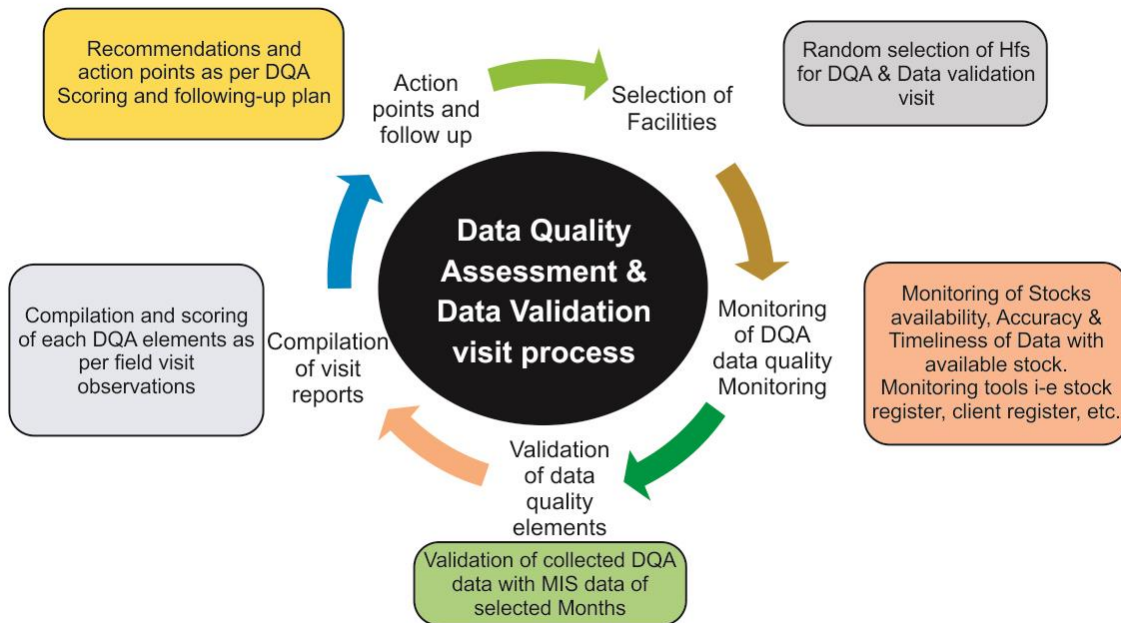 Recommendations and
action points as per DQA
Scoring and following-up plan
Action
points and
follow up
Selection of
Facilities
Random selection of Hfs
for DQA & Data validation
visit
Data Quality
Assessment &
Data Validation
visit process
Compilation and scoring
of each DQA elements as
per field visit
observations
Compilation
of visit
reports
Monitoring
of DQA
data quality
Monitoring
Monitoring of Stocks
availability, Accuracy &
Timeliness of Data with
available stock.
Monitoring tools i-e stock
register, client register, etc.
Validation
of data
quality
elements
Validation of collected DQA
data with MIS data of
selected Months